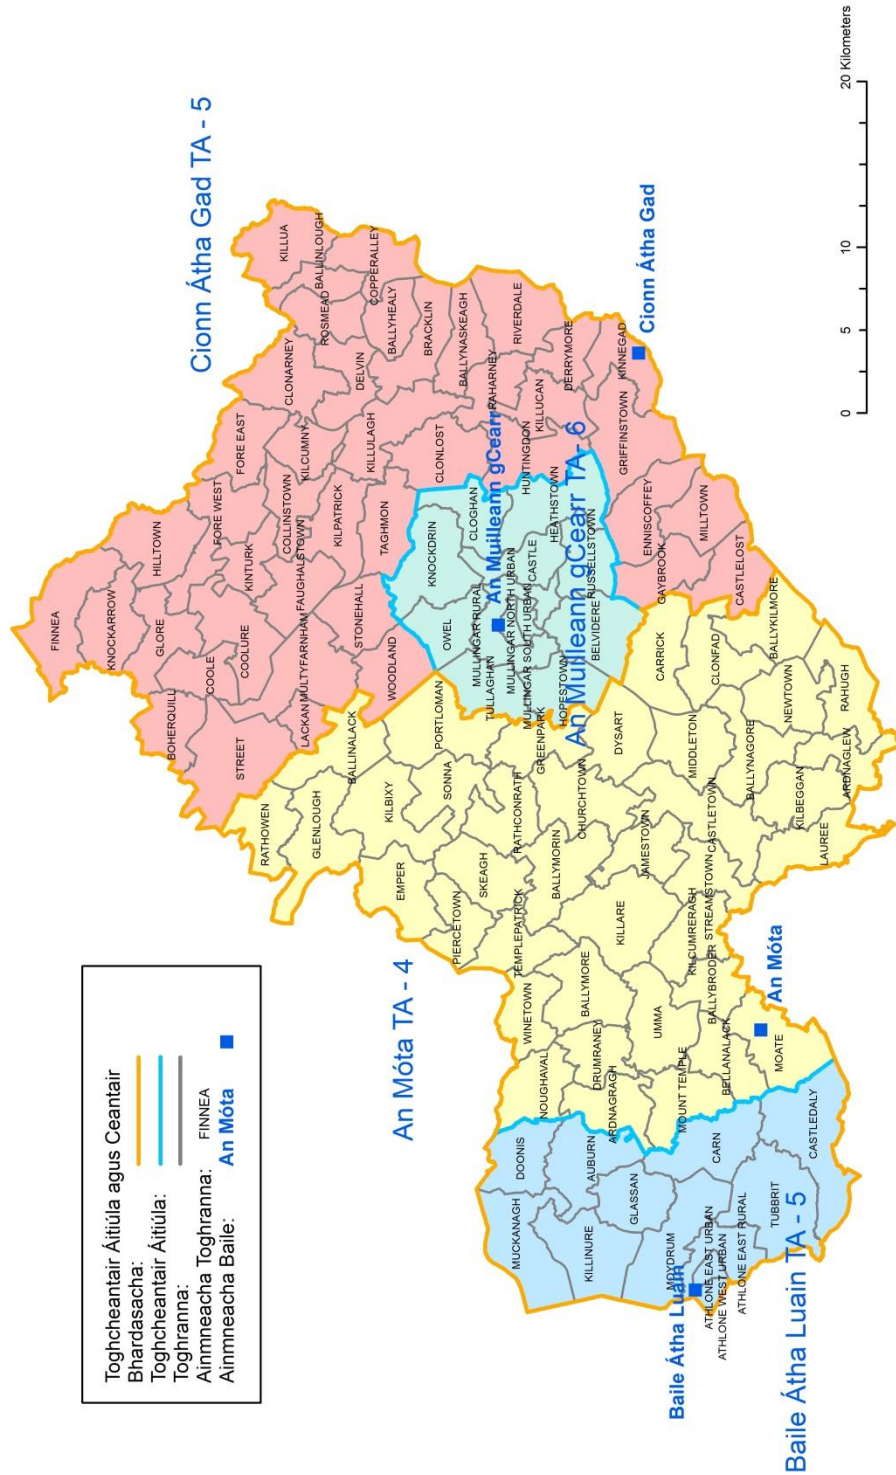 Toghcheantair Áitiúla agus Ceantair
Bhardasacha:
Toghcheantair Áitiúla:
Toghranna:
Ainmneacha Toghranna: FINNEA
Ainmneacha Baile: An Móta
Cionn Átha Gad TA - 5
An Móta TA - 4
An Muilleann gCearr TA- 6
Baile Átha Luain TA - 5
Cionn Átha Gad
An Muilleann gCearr
An Móta
Baile Átha Luain
FINNEA
KNOCKARROW
HILLTOWN
GLORE
BOHERQUILL
COOLE
COOLURE
STREET
LACKAN
MULTYFARNHAM
FAUGHALSTOWN
KINTURK
FORE WEST
FORE EAST
COLLINSTOWN
KILCUMNY
KILPATRICK
TAGHMON
STONEHALL
WOODLAND
KILLULAGH
CLONLOST
CLONARNEY
DELVIN
ROSMEAD
KILLUA
BALLINLOUGH
COPPERALLEY
BALLYHEALY
BRACKLIN
BALLYNASKEAGH
RAHARNEY
RIVERDALE
DERRYMORE
KINNEGAD
KILLUCAN
HUNTINGDON
GRIFFINSTOWN
ENNISCOFFEY
GAYBROOK
MILLTOWN
CASTLELOST
KNOCKDRIN
CLOGHAN
OWEL
MULLINGAR RURAL
TULLAGHAN
MULLINGAR NORTH URBAN
MULLINGAR SOUTH URBAN
CASTLE
HEATHSTOWN
HOPESTOWN
BELVIDERE
RUSSELLSTOWN
RATHOWEN
GLENLOUGH
BALLINALACK
PORTLOMAN
KILBIXY
SONNA
EMPER
SKEAGH
PIERCETOWN
RATHCONRATH
GREENPARK
CHURCHTOWN
DYSART
BALLYMORIN
TEMPLEPATRICK
JAMESTOWN
KILLARE
CARRICK
CLONFAD
BALLYKILMORE
MIDDLETON
NEWTOWN
RAHUGH
BALLYNAGORE
KILBEGGAN
ARDNAGLEW
CASTLETOWN
LAUREE
STREAMSTOWN
KILCUMRERAGH
BALLYBRODER
WINETOWN
BALLYMORE
NOUGHAVAL
DRUMRANEY
ARDNAGRAGH
UMMA
MOUNT TEMPLE
BELLANALACK
MOATE
DOONIS
MUCKANAGH
AUBURN
KILLINURE
GLASSAN
CARN
MOYDRUM
ATHLONE EAST URBAN
ATHLONE WEST URBAN
ATHLONE EAST RURAL
TUBBRIT
CASTLEDALY
0 5 10 20 Kilometers